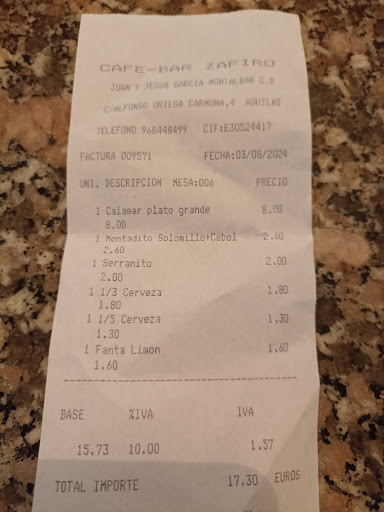 CAFE-BAR ZAFIRO
JUAN Y JESUS GARCIA MONTALBAN C.B
C/ALFONSO ORTEGA CARMONA,4 AGUILAS
TELEFONO 968448499 CIF:E30524417
FACTURA 009571 FECHA:03/08/2024
UNI. DESCRIPCION MESA:006 PRECIO
1 Calamar plato grande 8.00
8.00
1 Montadito Solomillo+Cebol 2.60
2.60
1 Serranito 2.00
2.00
1 1/3 Cerveza 1.80
1.80
1 1/5 Cerveza 1.30
1.30
1 Fanta Limon 1.60
1.60
BASE %IVA IVA
15.73 10.00 1.57
TOTAL IMPORTE 17.30 EUROS